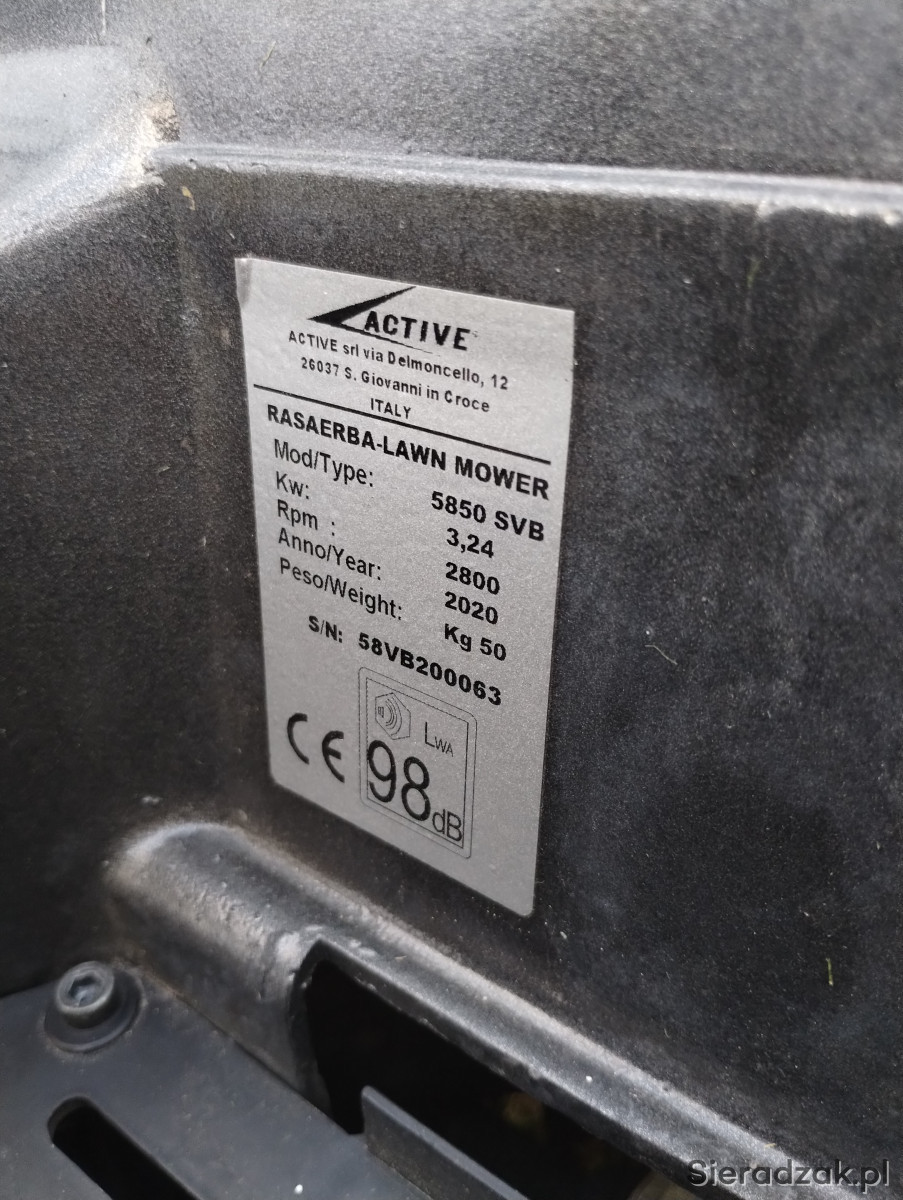 ACTIVE
ACTIVE srl via Delmoncello, 12
26037 S. Giovanni in Croce
ITALY
RASAERBA-LAWN MOWER
Mod/Type: 5850 SVB
Kw: 3,24
Rpm : 2800
Anno/Year: 2020
Peso/Weight: Kg 50
S/N: 58VB200063
CE
LWA
98dB
Sieradzak.pl